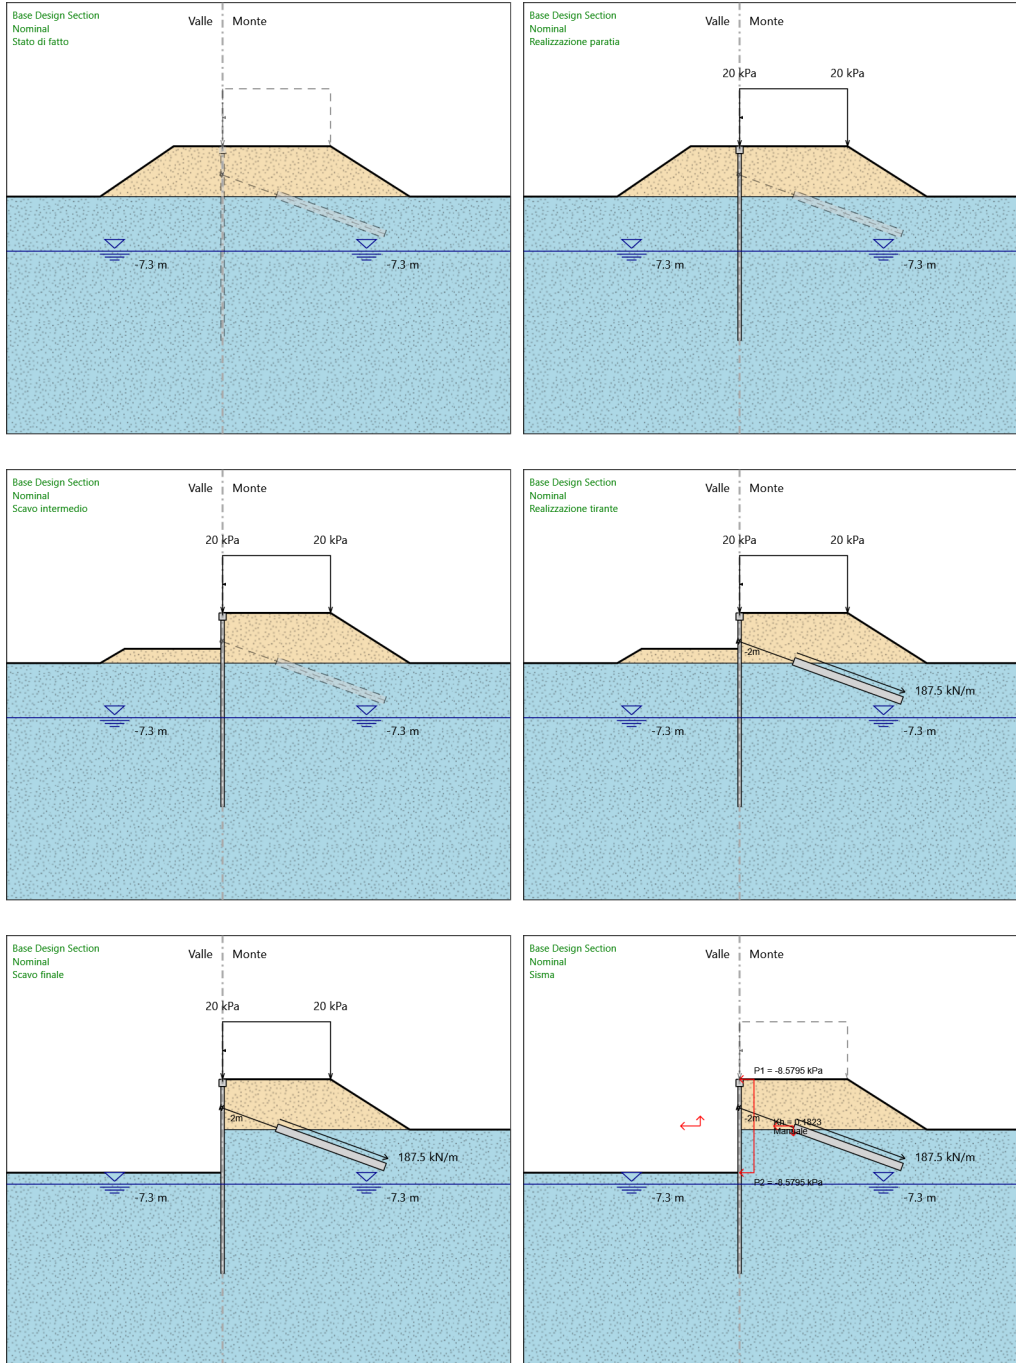 Base Design Section
Nominal
Stato di fatto
Valle Monte
-7.3 m -7.3 m
Base Design Section
Nominal
Realizzazione paratia
Valle Monte
20 kPa 20 kPa
-7.3 m -7.3 m
Base Design Section
Nominal
Scavo intermedio
Valle Monte
20 kPa 20 kPa
-7.3 m -7.3 m
Base Design Section
Nominal
Realizzazione tirante
Valle Monte
20 kPa 20 kPa
-2m
187.5 kN/m
-7.3 m -7.3 m
Base Design Section
Nominal
Scavo finale
Valle Monte
20 kPa 20 kPa
-2m
187.5 kN/m
-7.3 m -7.3 m
Base Design Section
Nominal
Sisma
Valle Monte
P1 = -8.5795 kPa
-2m Kh = 0.1823
Manuale
187.5 kN/m
P2 = -8.5795 kPa
-7.3 m -7.3 m